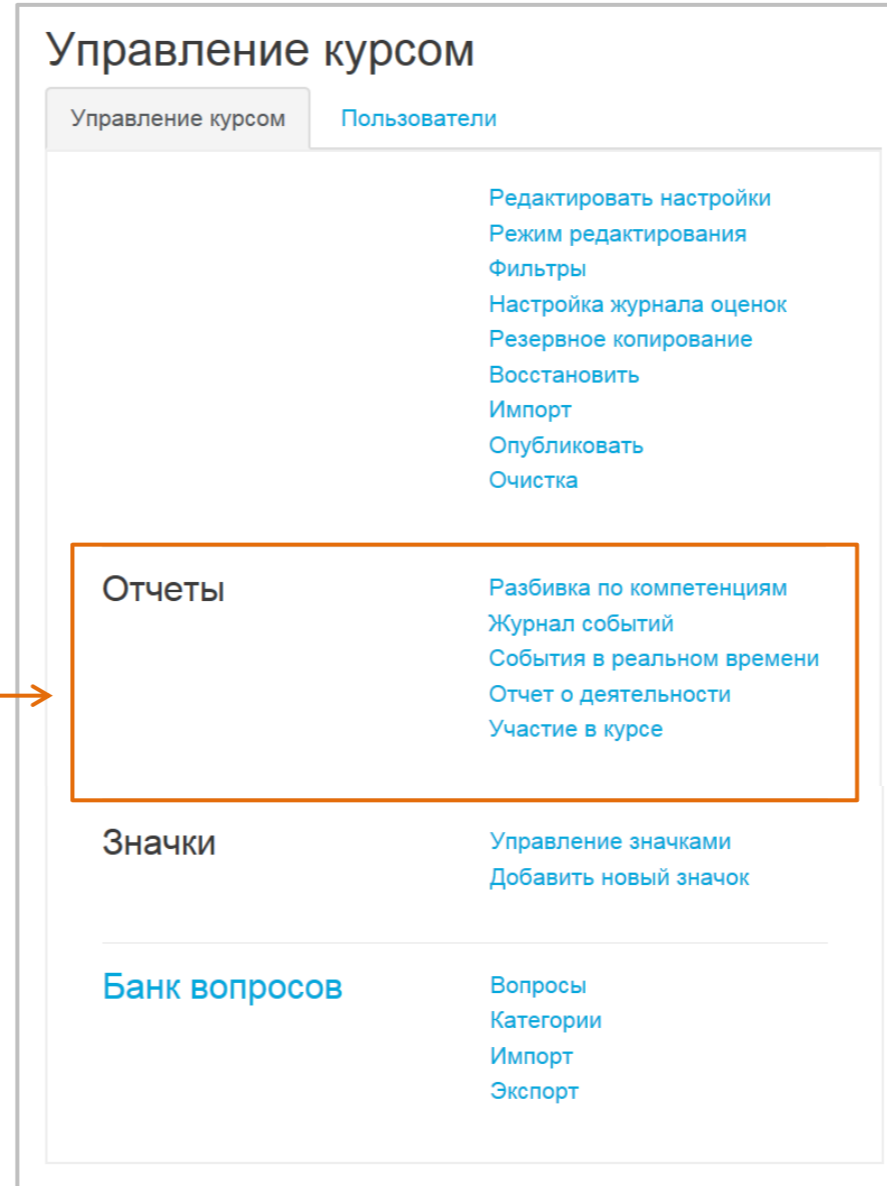 Управление курсом
Управление курсом Пользователи
Редактировать настройки
Режим редактирования
Фильтры
Настройка журнала оценок
Резервное копирование
Восстановить
Импорт
Опубликовать
Очистка
Отчеты Разбивка по компетенциям
Журнал событий
События в реальном времени
Отчет о деятельности
Участие в курсе
Значки Управление значками
Добавить новый значок
Банк вопросов Вопросы
Категории
Импорт
Экспорт